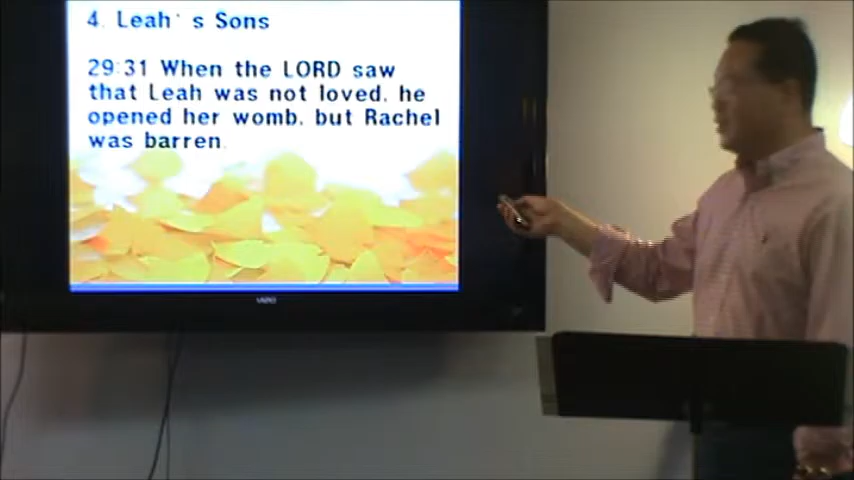 4. Leah's Sons
29:31 When the LORD saw
that Leah was not loved, he
opened her womb, but Rachel
was barren.
VIZIO